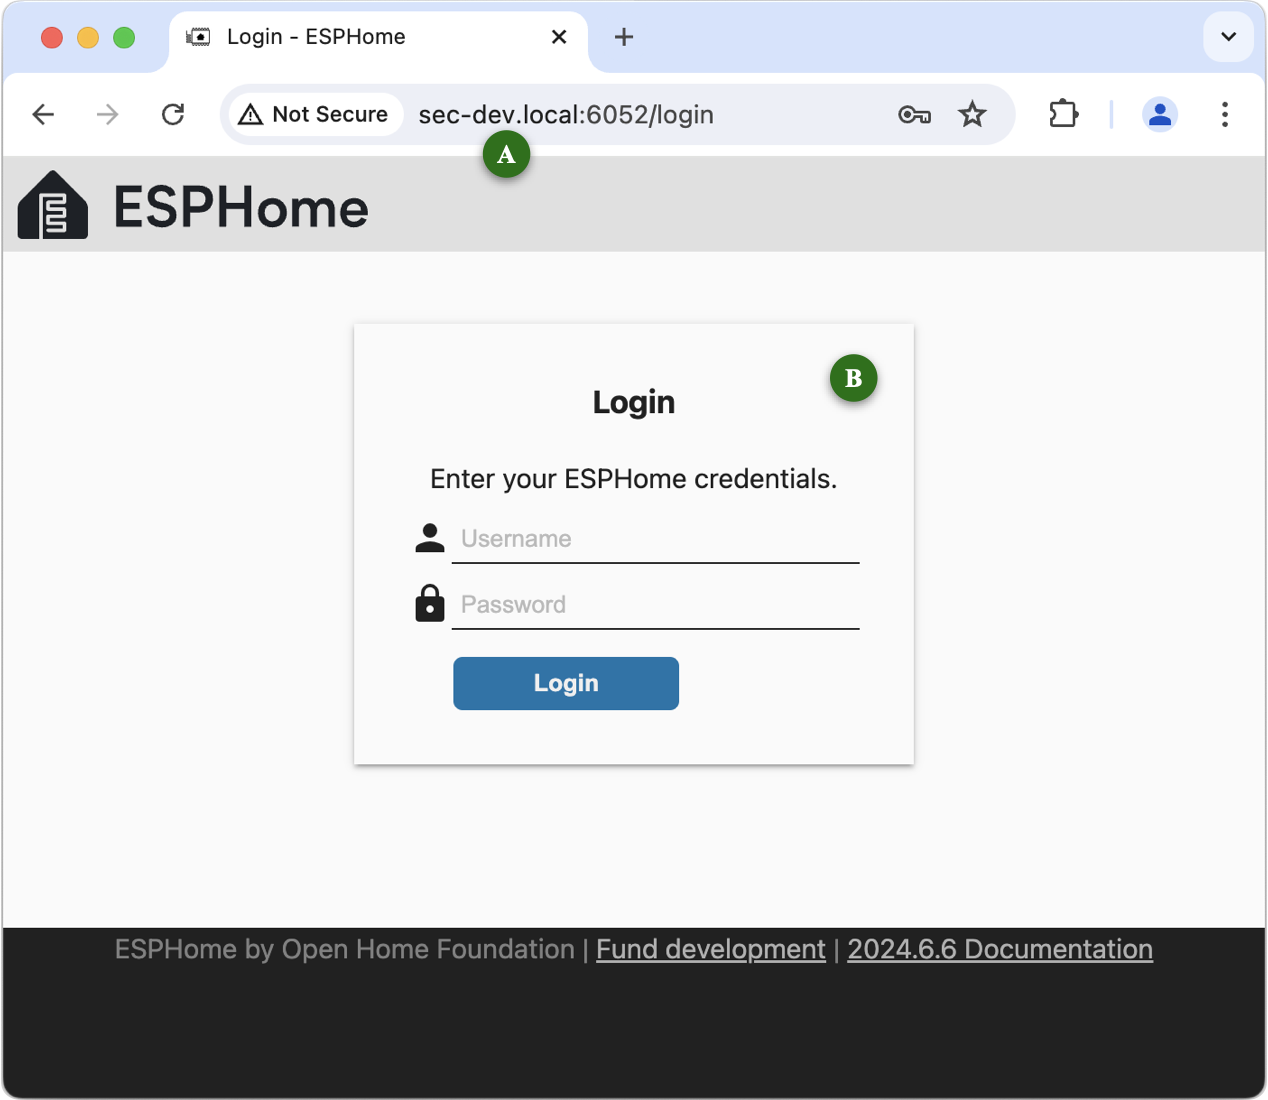 Login - ESPHome
Not Secure sec-dev.local:6052/login
A
ESPHome
B
Login
Enter your ESPHome credentials.
Username
Password
Login
ESPHome by Open Home Foundation | Fund development | 2024.6.6 Documentation